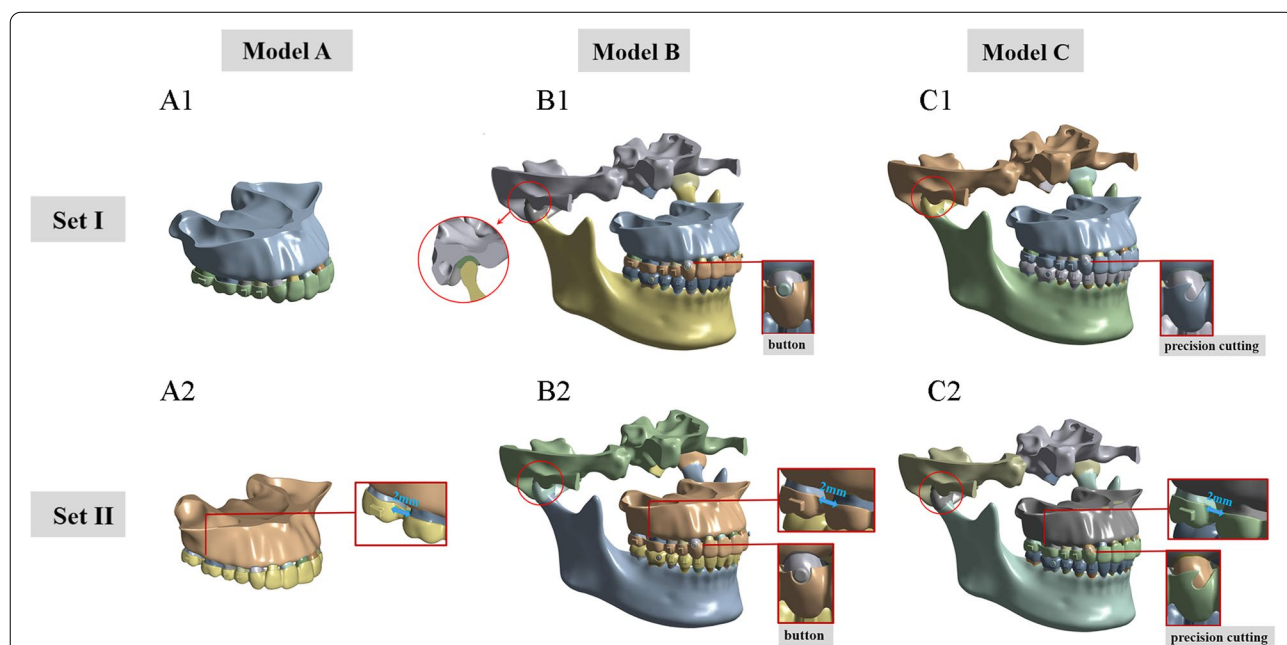 Model A
Model B
Model C
A1
B1
C1
Set I
button
precision cutting
A2
B2
C2
Set II
2mm
2mm
2mm
button
precision cutting